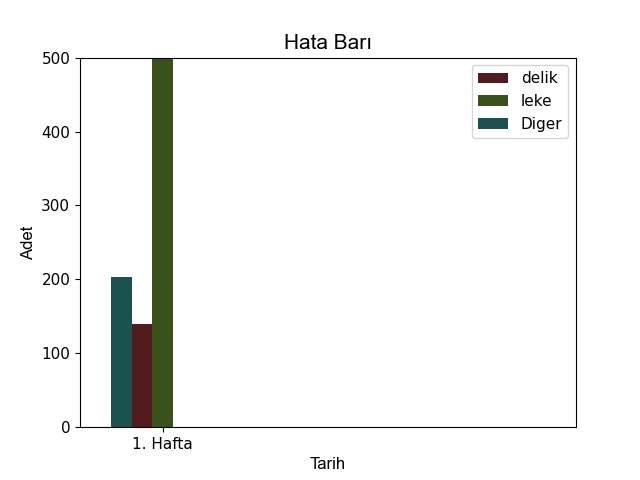 Hata Barı
500
400
300
200
100
0
Adet
delik
leke
Diger
1. Hafta
Tarih